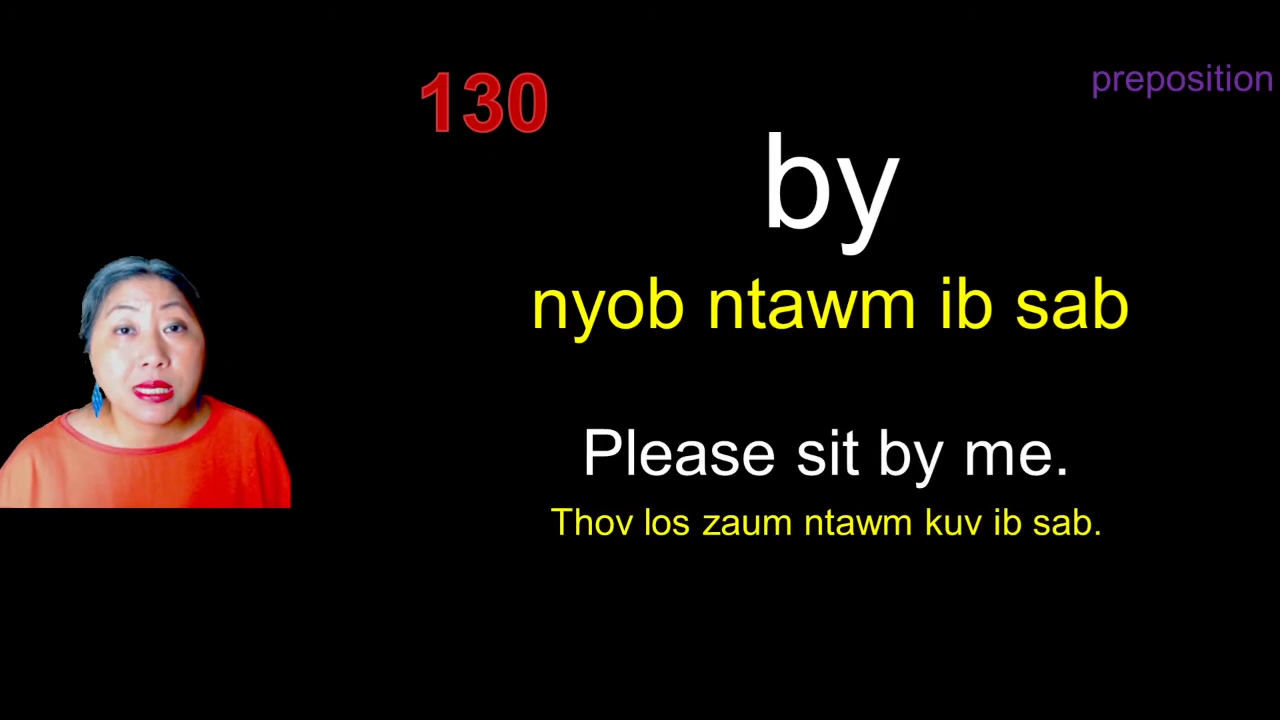 130
preposition
by
nyob ntawm ib sab
Please sit by me.
Thov los zaum ntawm kuv ib sab.